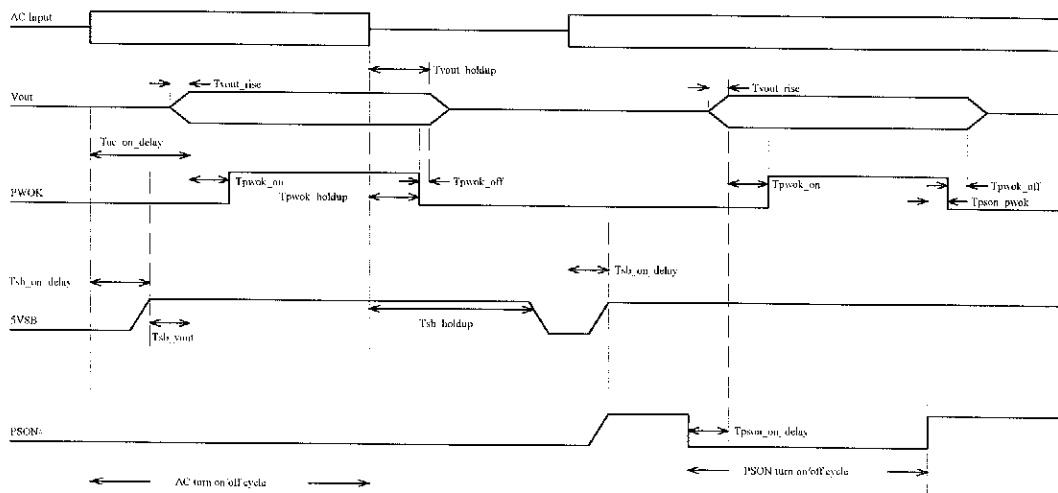 AC Input
Tvout_holdup
Tvout_rise
Tvout_rise
Vout
Tac_on_delay
Tpwok_on
Tpwok_off
Tpwok_on
Tpwok_off
Tpwok_holdup
PWOK
Tpson_pwok
Tsb_on_delay
Tsb_on_delay
5VSB
Tsb_holdup
Tsb_vout
PSON#
Tpson_on_delay
AC turn on/off cycle
PSON turn on/off cycle